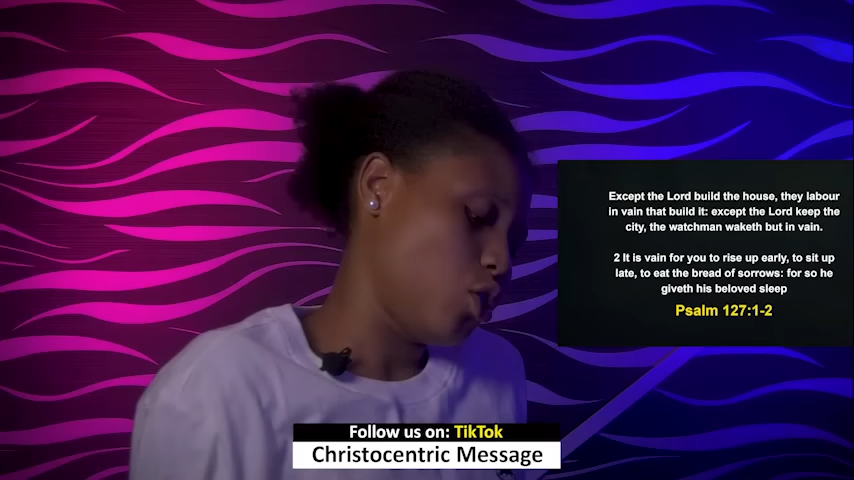 Except the Lord build the house, they labour
in vain that build it: except the Lord keep the
city, the watchman waketh but in vain.
2 It is vain for you to rise up early, to sit up
late, to eat the bread of sorrows: for so he
giveth his beloved sleep
Psalm 127:1-2
Follow us on: TikTok
Christocentric Message